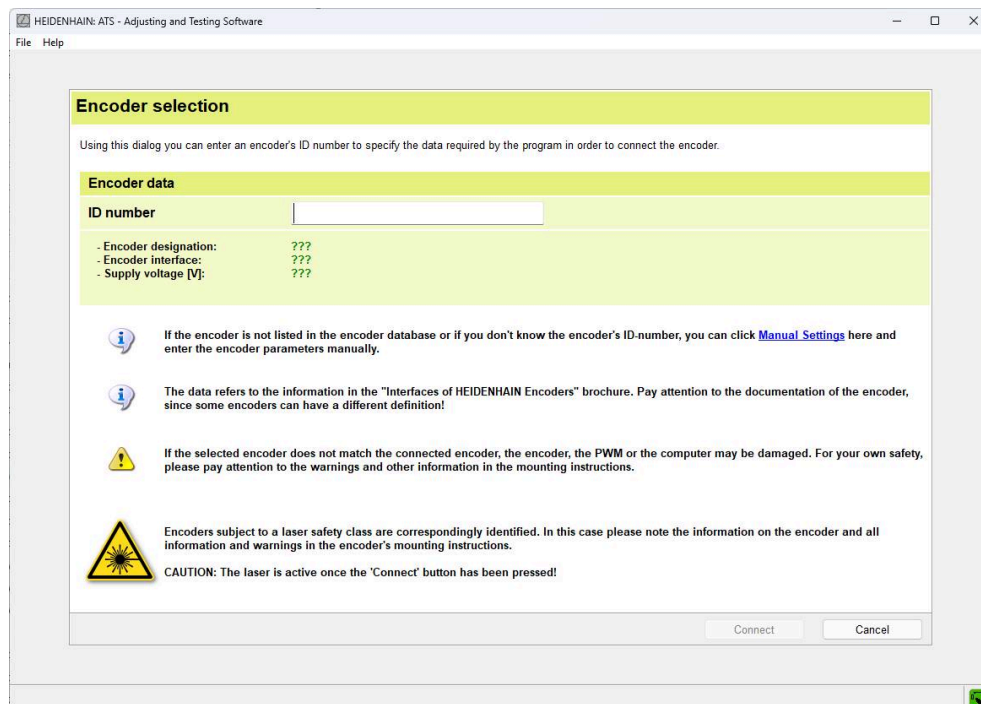 HEIDENHAIN: ATS - Adjusting and Testing Software
File Help
Encoder selection
Using this dialog you can enter an encoder's ID number to specify the data required by the program in order to connect the encoder.
Encoder data
ID number
- Encoder designation: ???
- Encoder interface: ???
- Supply voltage [V]: ???
If the encoder is not listed in the encoder database or if you don't know the encoder's ID-number, you can click Manual Settings here and
enter the encoder parameters manually.
The data refers to the information in the "Interfaces of HEIDENHAIN Encoders" brochure. Pay attention to the documentation of the encoder,
since some encoders can have a different definition!
If the selected encoder does not match the connected encoder, the encoder, the PWM or the computer may be damaged. For your own safety,
please pay attention to the warnings and other information in the mounting instructions.
Encoders subject to a laser safety class are correspondingly identified. In this case please note the information on the encoder and all
information and warnings in the encoder's mounting instructions.
CAUTION: The laser is active once the 'Connect' button has been pressed!
Connect Cancel